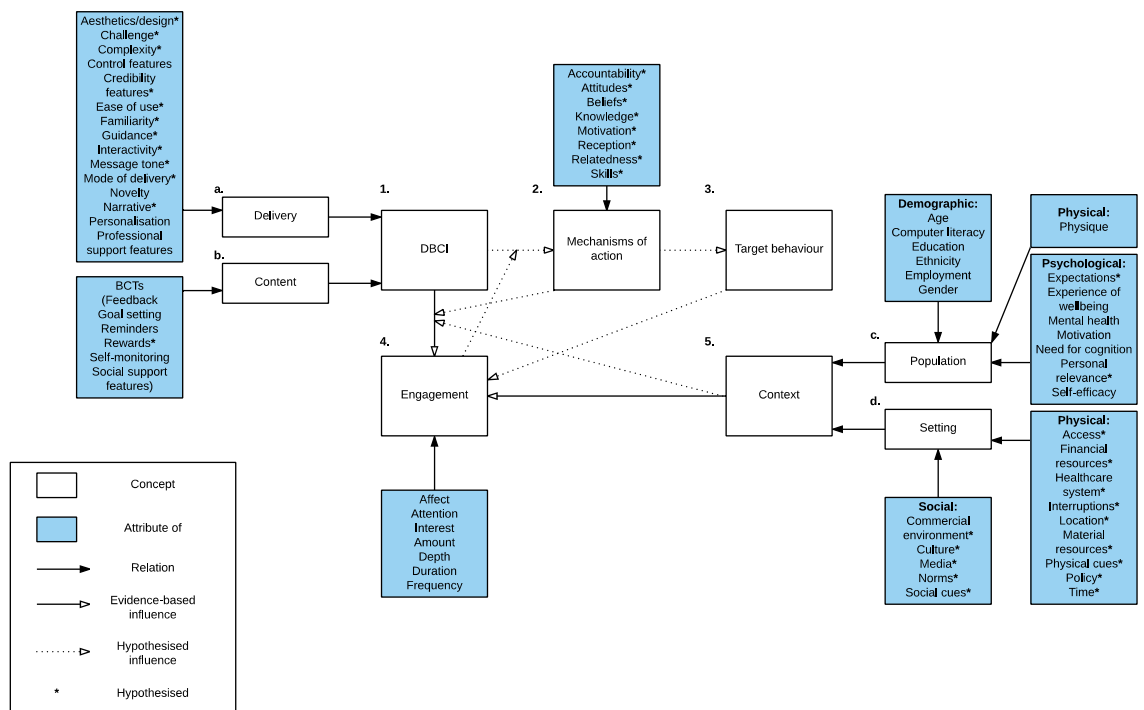 Aesthetics/design*
Challenge*
Complexity*
Control features
Credibility
features*
Ease of use*
Familiarity*
Guidance*
Interactivity*
Message tone*
Mode of delivery*
Novelty
Narrative*
Personalisation
Professional
support features
BCTs
(Feedback
Goal setting
Reminders
Rewards*
Self-monitoring
Social support
features)
a.
Delivery
b.
Content
1.
DBCI
Accountability*
Attitudes*
Beliefs*
Knowledge*
Motivation*
Reception*
Relatedness*
Skills*
2.
Mechanisms of
action
3.
Target behaviour
4.
Engagement
Affect
Attention
Interest
Amount
Depth
Duration
Frequency
5.
Context
Demographic:
Age
Computer literacy
Education
Ethnicity
Employment
Gender
Physical:
Physique
Psychological:
Expectations*
Experience of
wellbeing
Mental health
Motivation
Need for cognition
Personal
relevance*
Self-efficacy
c.
Population
d.
Setting
Social:
Commercial
environment*
Culture*
Media*
Norms*
Social cues*
Physical:
Access*
Financial
resources*
Healthcare
system*
Interruptions*
Location*
Material
resources*
Physical cues*
Policy*
Time*
Concept
Attribute of
Relation
Evidence-based
influence
Hypothesised
influence
* Hypothesised